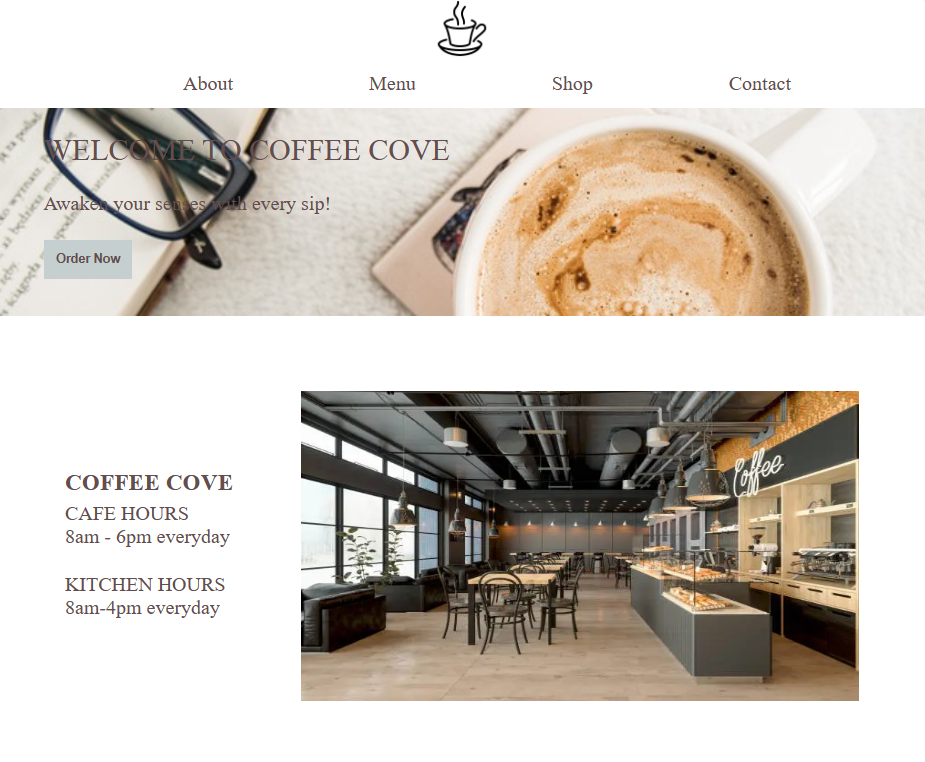 About Menu Shop Contact
WELCOME TO COFFEE COVE
Awaken your senses with every sip!
Order Now
COFFEE COVE
CAFE HOURS
8am - 6pm everyday
KITCHEN HOURS
8am-4pm everyday
Coffee